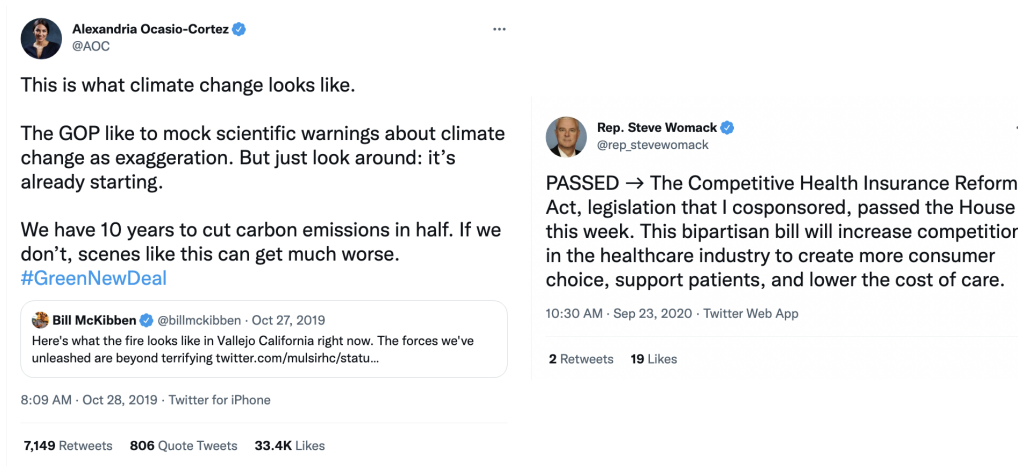 Alexandria Ocasio-Cortez
@AOC
This is what climate change looks like.
The GOP like to mock scientific warnings about climate
change as exaggeration. But just look around: it's
already starting.
We have 10 years to cut carbon emissions in half. If we
don't, scenes like this can get much worse.
#GreenNewDeal
Bill McKibben @billmckibben · Oct 27, 2019
Here's what the fire looks like in Vallejo California right now. The forces we've
unleashed are beyond terrifying twitter.com/mulsirhc/statu...
8:09 AM · Oct 28, 2019 · Twitter for iPhone
7,149 Retweets 806 Quote Tweets 33.4K Likes
Rep. Steve Womack
@rep_stevewomack
PASSED → The Competitive Health Insurance Reform
Act, legislation that I cosponsored, passed the House
this week. This bipartisan bill will increase competition
in the healthcare industry to create more consumer
choice, support patients, and lower the cost of care.
10:30 AM · Sep 23, 2020 · Twitter Web App
2 Retweets 19 Likes